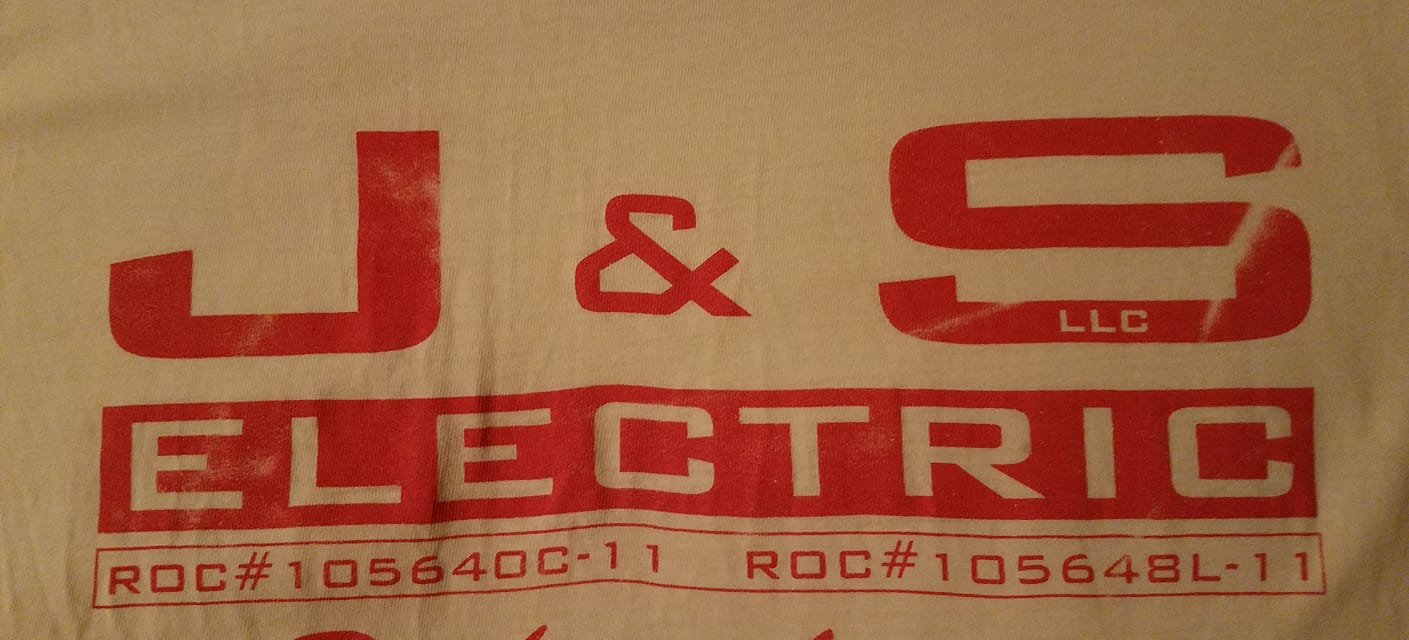 J & S
LLC
ELECTRIC
ROC#105640C-11 ROC#105648L-11